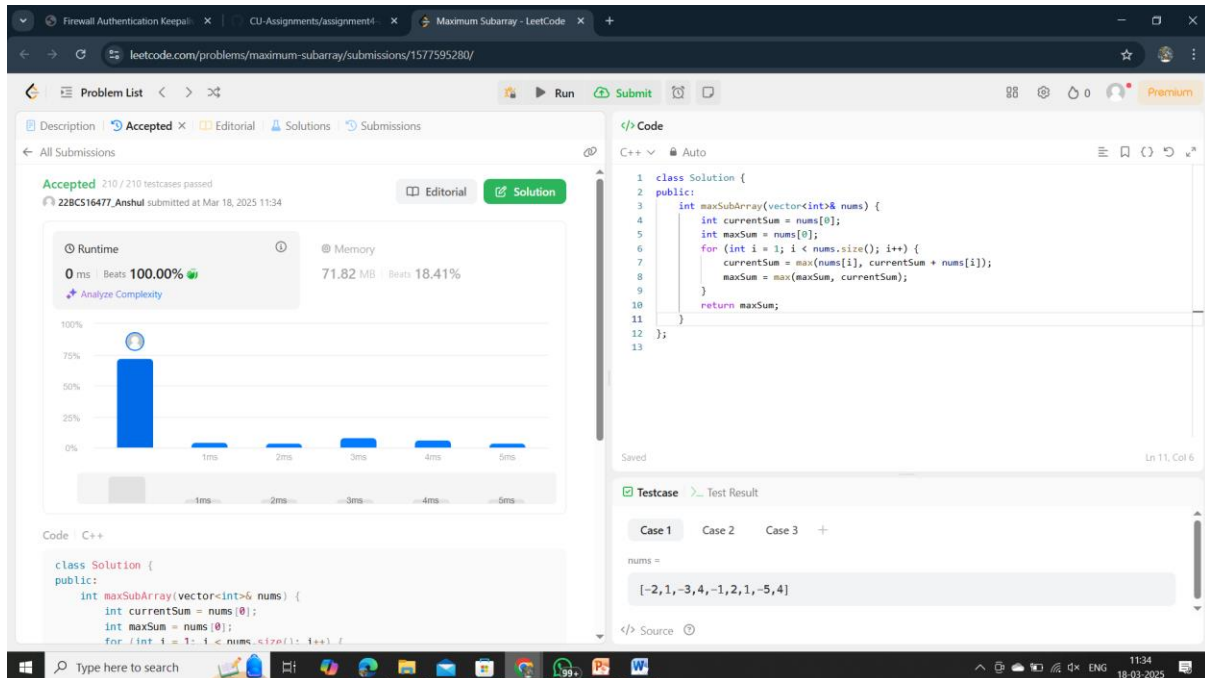 Firewall Authentication Keepali
CU-Assignments/assignment4-
Maximum Subarray - LeetCode
leetcode.com/problems/maximum-subarray/submissions/1577595280/
Problem List
Run
Submit
0
Premium
Description
Accepted
Editorial
Solutions
Submissions
All Submissions
Accepted 210 / 210 testcases passed
22BCS16477_Anshul submitted at Mar 18, 2025 11:34
Editorial
Solution
Runtime
0 ms Beats 100.00%
Analyze Complexity
Memory
71.82 MB Beats 18.41%
100%
75%
50%
25%
0%
1ms 2ms 3ms 4ms 5ms
1ms 2ms 3ms 4ms 5ms
Code C++
class Solution {
public:
int maxSubArray(vector<int>& nums) {
int currentSum = nums[0];
int maxSum = nums[0];
for (int i = 1; i < nums.size(); i++) {
</> Code
C++ Auto
1 class Solution {
2 public:
3 int maxSubArray(vector<int>& nums) {
4 int currentSum = nums[0];
5 int maxSum = nums[0];
6 for (int i = 1; i < nums.size(); i++) {
7 currentSum = max(nums[i], currentSum + nums[i]);
8 maxSum = max(maxSum, currentSum);
9 }
10 return maxSum;
11 }
12 };
13
Saved
Ln 11, Col 6
Testcase
Test Result
Case 1 Case 2 Case 3 +
nums =
[-2,1,-3,4,-1,2,1,-5,4]
</> Source
Type here to search
99+
ENG
11:34
18-03-2025